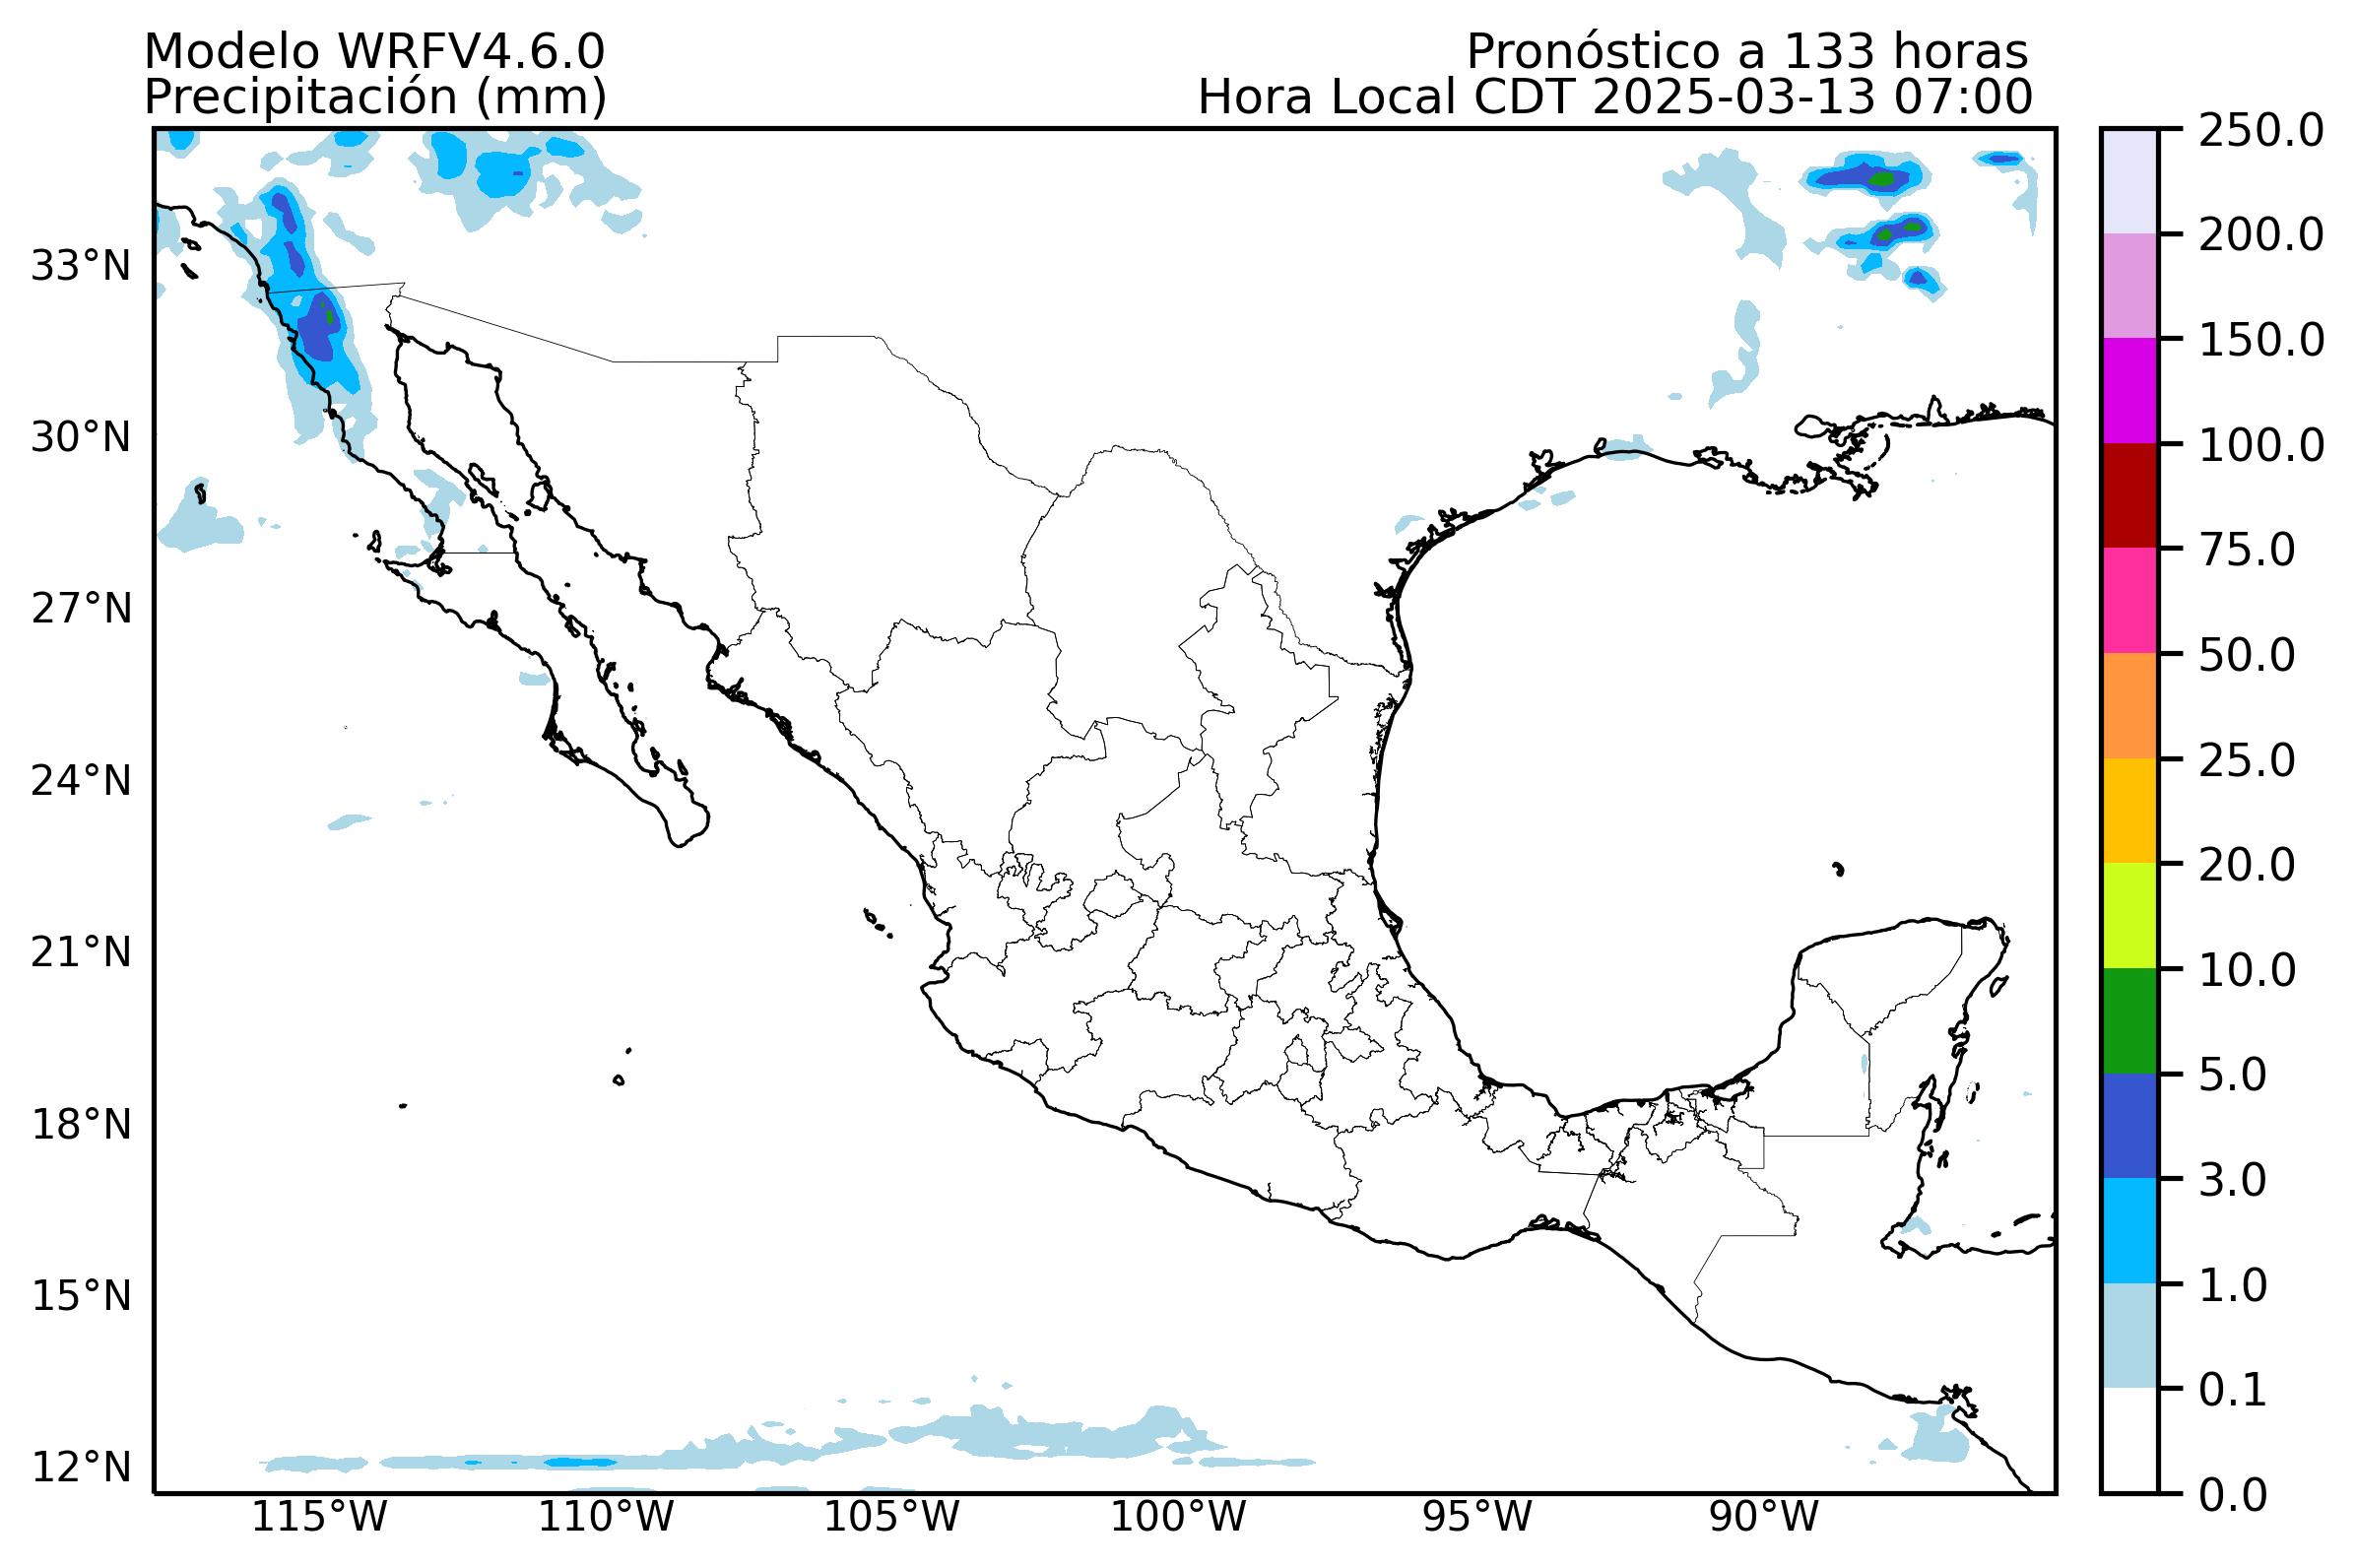 Modelo WRFV4.6.0
Precipitación (mm)
Pronóstico a 133 horas
Hora Local CDT 2025-03-13 07:00
33°N
30°N
27°N
24°N
21°N
18°N
15°N
12°N
115°W
110°W
105°W
100°W
95°W
90°W
250.0
200.0
150.0
100.0
75.0
50.0
25.0
20.0
10.0
5.0
3.0
1.0
0.1
0.0